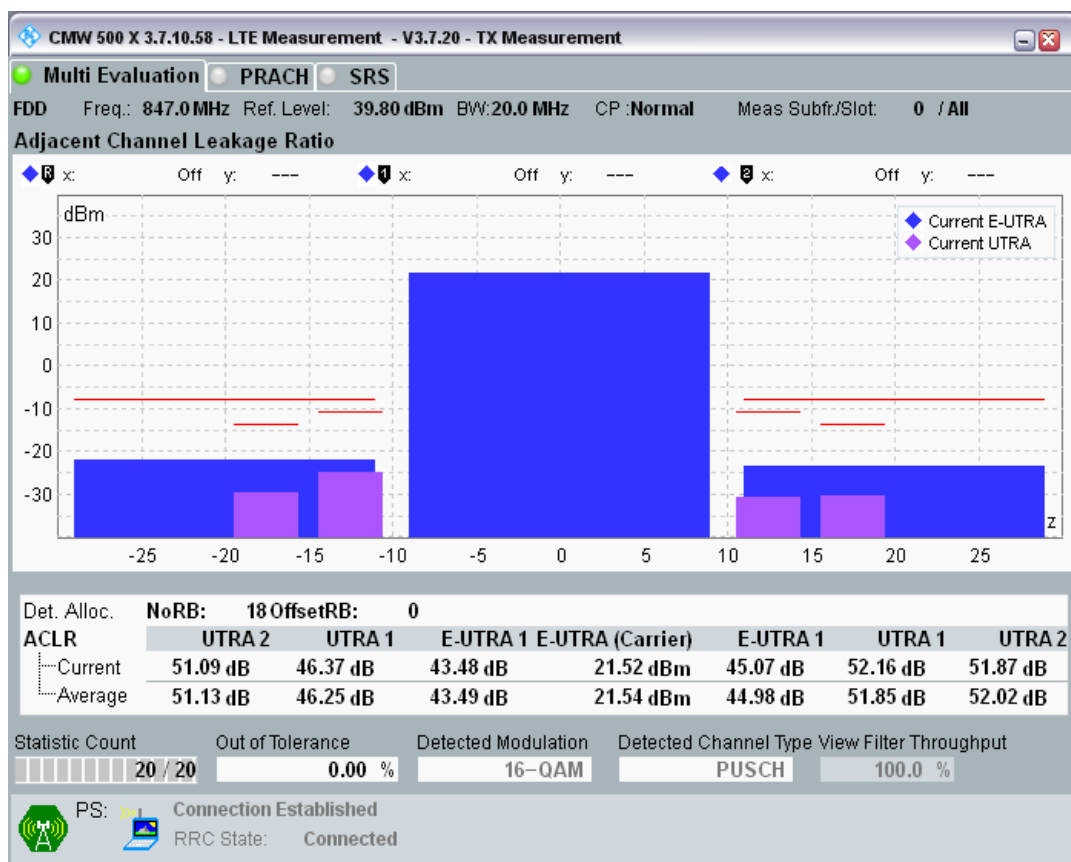 CMW 500 X 3.7.10.58 - LTE Measurement - V3.7.20 - TX Measurement
Multi Evaluation PRACH SRS
FDD Freq.: 847.0 MHz Ref. Level: 39.80 dBm BW:20.0 MHz CP :Normal Meas Subfr./Slot: 0 / All
Adjacent Channel Leakage Ratio
R x: Off y: --- 1 x: Off y: --- 2 x: Off y: ---
dBm
Current E-UTRA
Current UTRA
30
20
10
0
-10
-20
-30
z
-25 -20 -15 -10 -5 0 5 10 15 20 25
Det. Alloc. NoRB: 18 OffsetRB: 0
ACLR UTRA 2 UTRA 1 E-UTRA 1 E-UTRA (Carrier) E-UTRA 1 UTRA 1 UTRA 2
Current 51.09 dB 46.37 dB 43.48 dB 21.52 dBm 45.07 dB 52.16 dB 51.87 dB
Average 51.13 dB 46.25 dB 43.49 dB 21.54 dBm 44.98 dB 51.85 dB 52.02 dB
Statistic Count Out of Tolerance Detected Modulation Detected Channel Type View Filter Throughput
20 / 20 0.00 % 16-QAM PUSCH 100.0 %
PS: Connection Established
RRC State: Connected